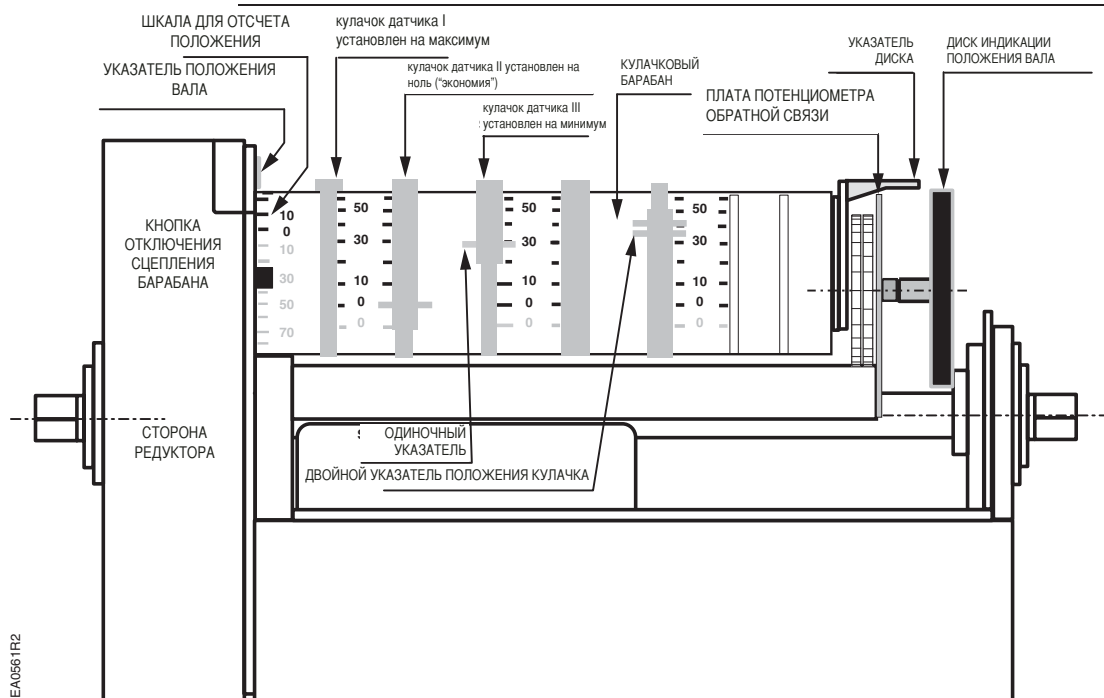 ШКАЛА ДЛЯ ОТСЧЕТА
ПОЛОЖЕНИЯ
УКАЗАТЕЛЬ ПОЛОЖЕНИЯ
ВАЛА
кулачок датчика I
установлен на максимум
кулачок датчика II установлен на
ноль ("экономия")
кулачок датчика III
установлен на минимум
КУЛАЧКОВЫЙ
БАРАБАН
ПЛАТА ПОТЕНЦИОМЕТРА
ОБРАТНОЙ СВЯЗИ
УКАЗАТЕЛЬ
ДИСКА
ДИСК ИНДИКАЦИИ
ПОЛОЖЕНИЯ ВАЛА
КНОПКА
ОТКЛЮЧЕНИЯ
СЦЕПЛЕНИЯ
БАРАБАНА
10
0
10
30
50
70
50
30
10
0
0
50
30
10
0
0
50
30
10
0
0
СТОРОНА
РЕДУКТОРА
ОДИНОЧНЫЙ
УКАЗАТЕЛЬ
ДВОЙНОЙ УКАЗАТЕЛЬ ПОЛОЖЕНИЯ КУЛАЧКА
EA0561R2